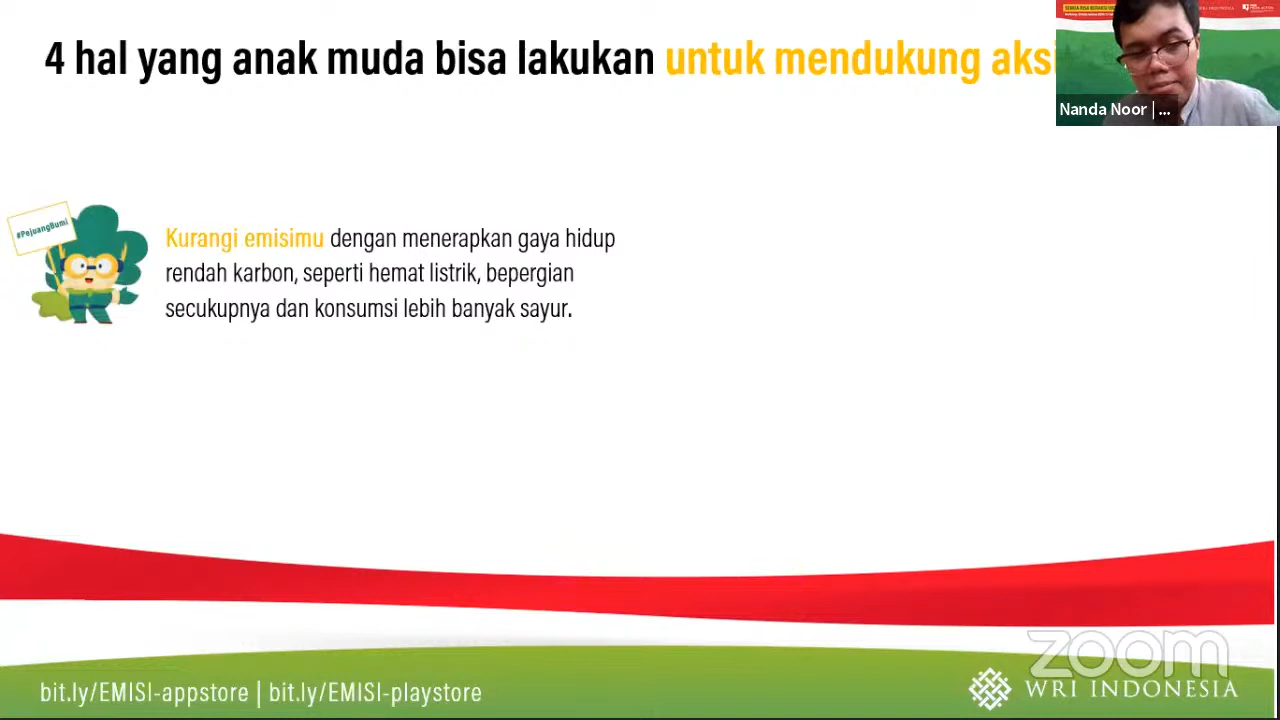 4 hal yang anak muda bisa lakukan untuk mendukung aksi
Nanda Noor | ...
#PejuangBumi
Kurangi emisimu dengan menerapkan gaya hidup
rendah karbon, seperti hemat listrik, bepergian
secukupnya dan konsumsi lebih banyak sayur.
zoom
bit.ly/EMISI-appstore | bit.ly/EMISI-playstore
WRI INDONESIA